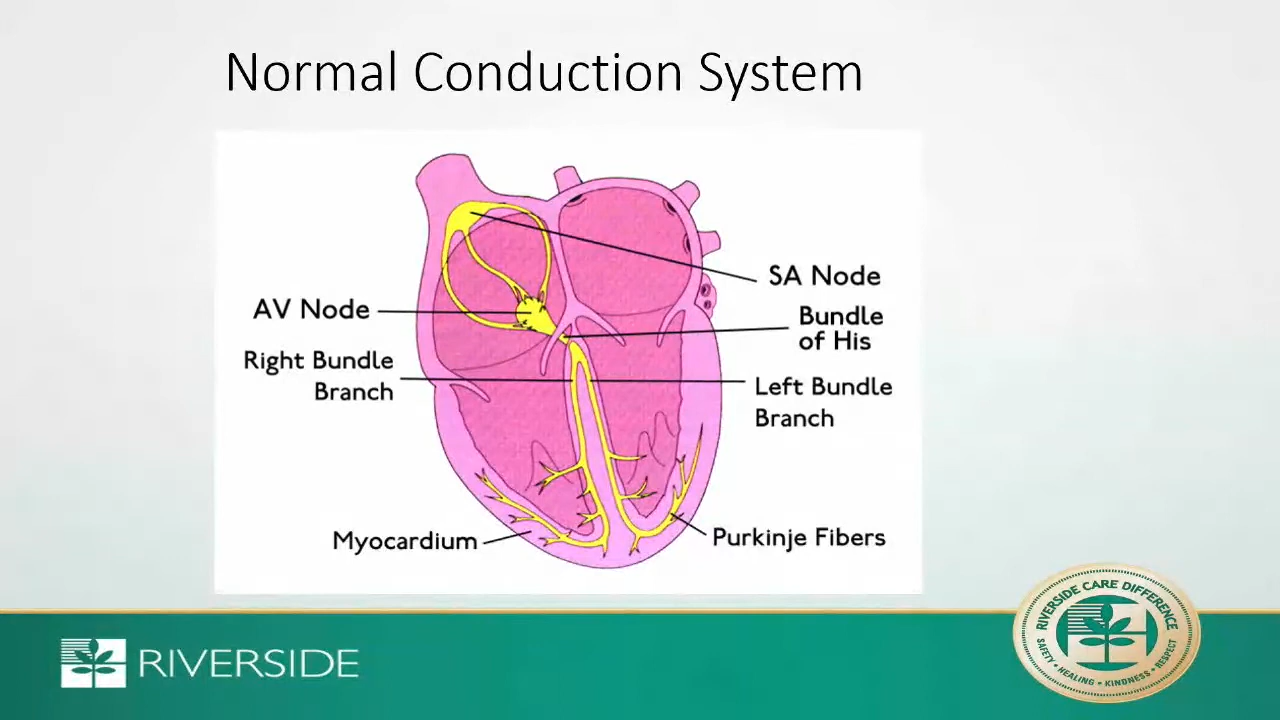 Normal Conduction System
SA Node
AV Node
Bundle
of His
Right Bundle
Branch
Left Bundle
Branch
Myocardium
Purkinje Fibers
RIVERSIDE
RIVERSIDE CARE DIFFERENCE
SAFETY • HEALING • KINDNESS • RESPECT